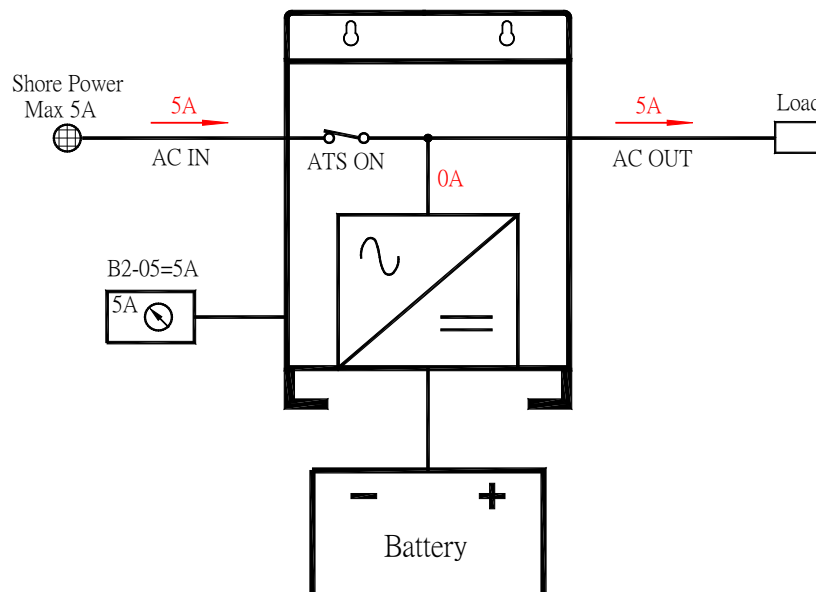 Shore Power
Max 5A
5A
AC IN
ATS ON
0A
5A
AC OUT
Load
B2-05=5A
5A
− +
Battery